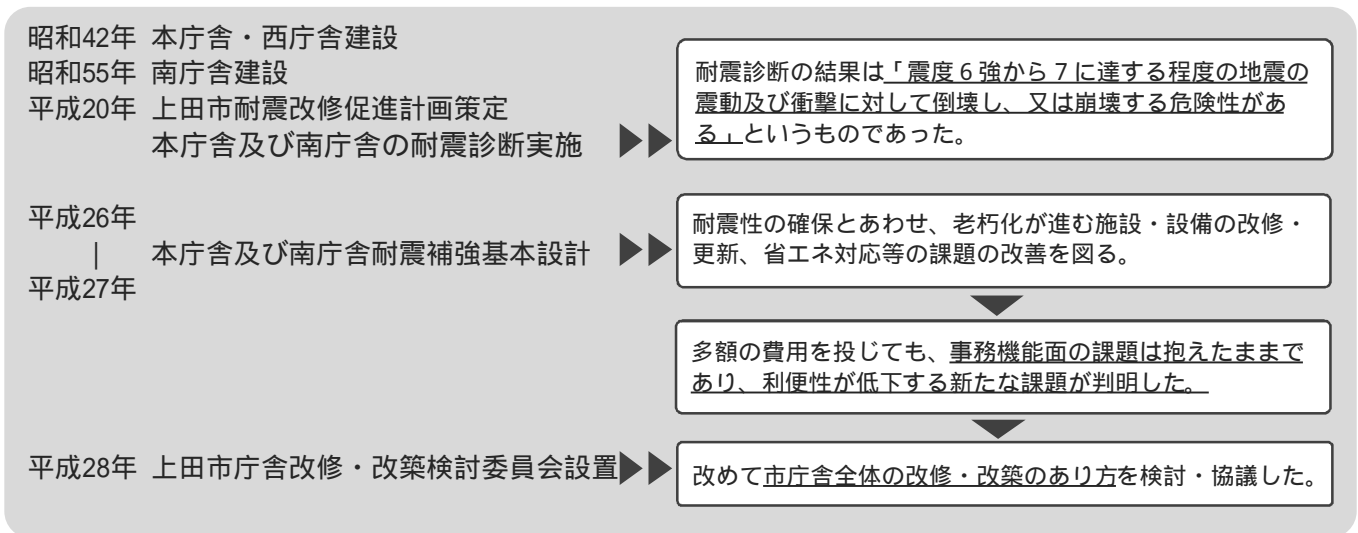 昭和42年 本庁舎・西庁舎建設
昭和55年 南庁舎建設
平成20年 上田市耐震改修促進計画策定
本庁舎及び南庁舎の耐震診断実施 ▶▶
耐震診断の結果は「震度6強から7に達する程度の地震の
震動及び衝撃に対して倒壊し、又は崩壊する危険性があ
る」というものであった。
平成26年
|
平成27年
本庁舎及び南庁舎耐震補強基本設計 ▶▶
耐震性の確保とあわせ、老朽化が進む施設・設備の改修・
更新、省エネ対応等の課題の改善を図る。
多額の費用を投じても、事務機能面の課題は抱えたままで
あり、利便性が低下する新たな課題が判明した。
平成28年 上田市庁舎改修・改築検討委員会設置▶▶
改めて市庁舎全体の改修・改築のあり方を検討・協議した。